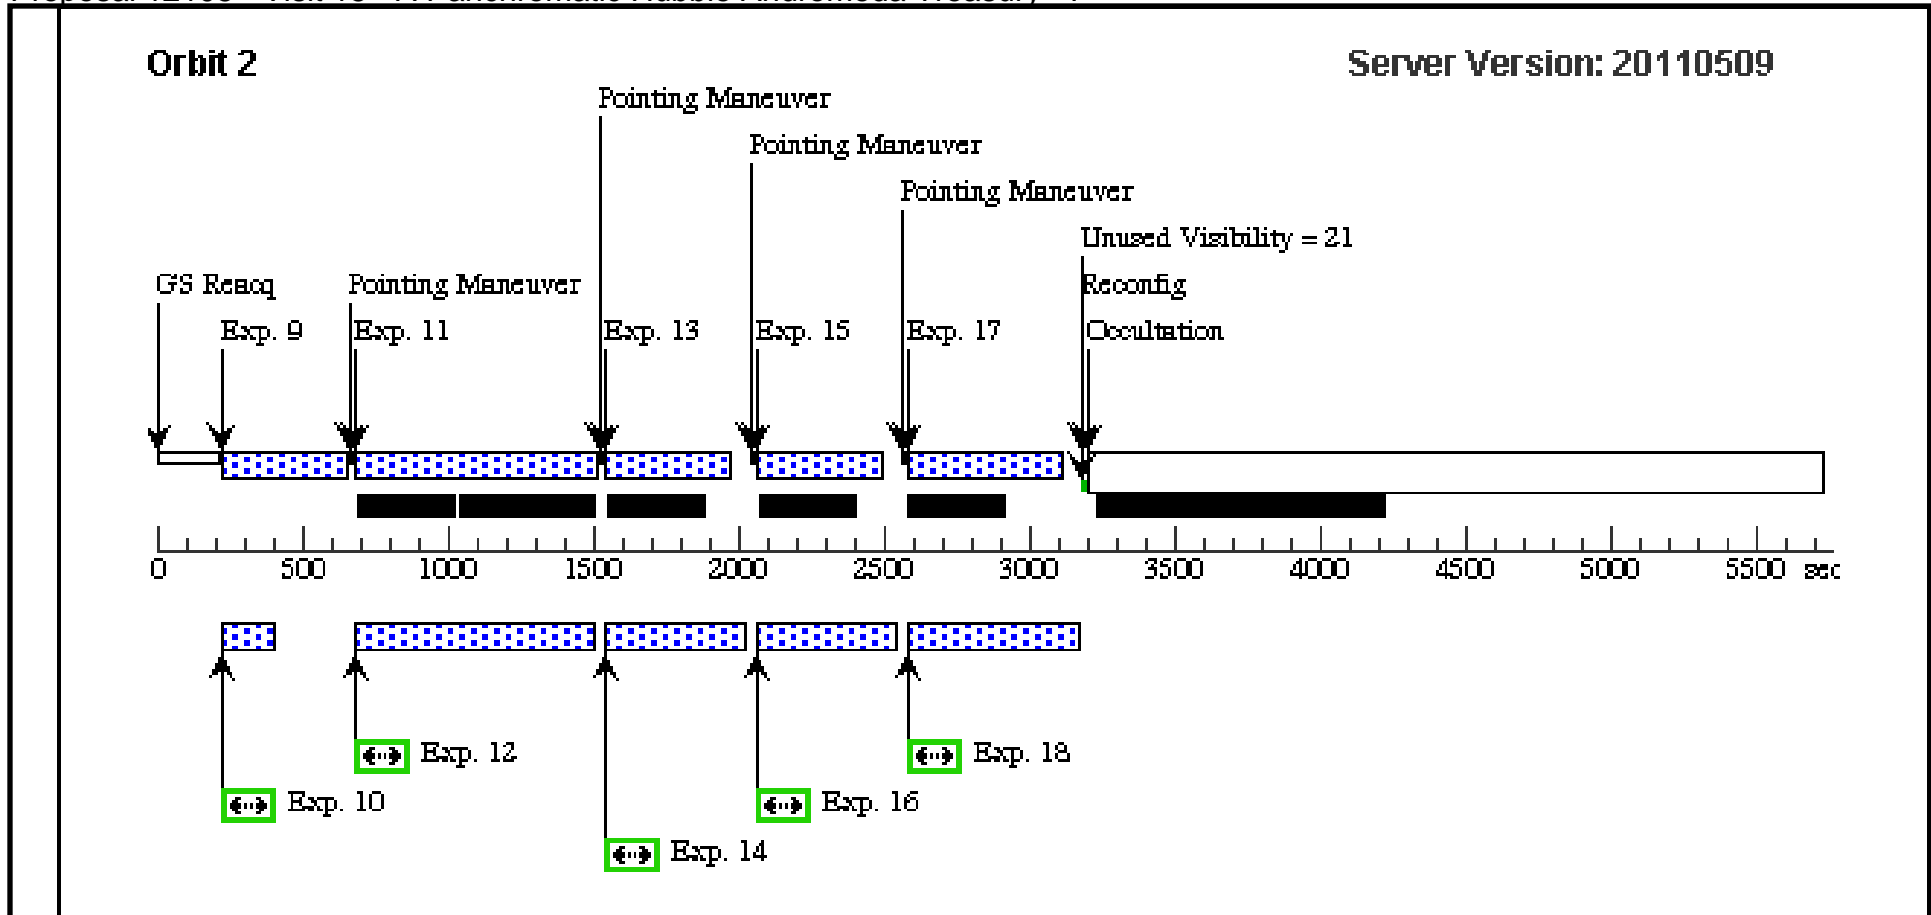 Orbit 2
Server Version: 20110509
Pointing Maneuver
Pointing Maneuver
Pointing Maneuver
Unused Visibility = 21
GS Reacq
Pointing Maneuver
Reconfig
Exp. 9
Exp. 11
Exp. 13
Exp. 15
Exp. 17
Occultation
0
500
1000
1500
2000
2500
3000
3500
4000
4500
5000
5500
sec
Exp. 12
Exp. 18
Exp. 10
Exp. 16
Exp. 14